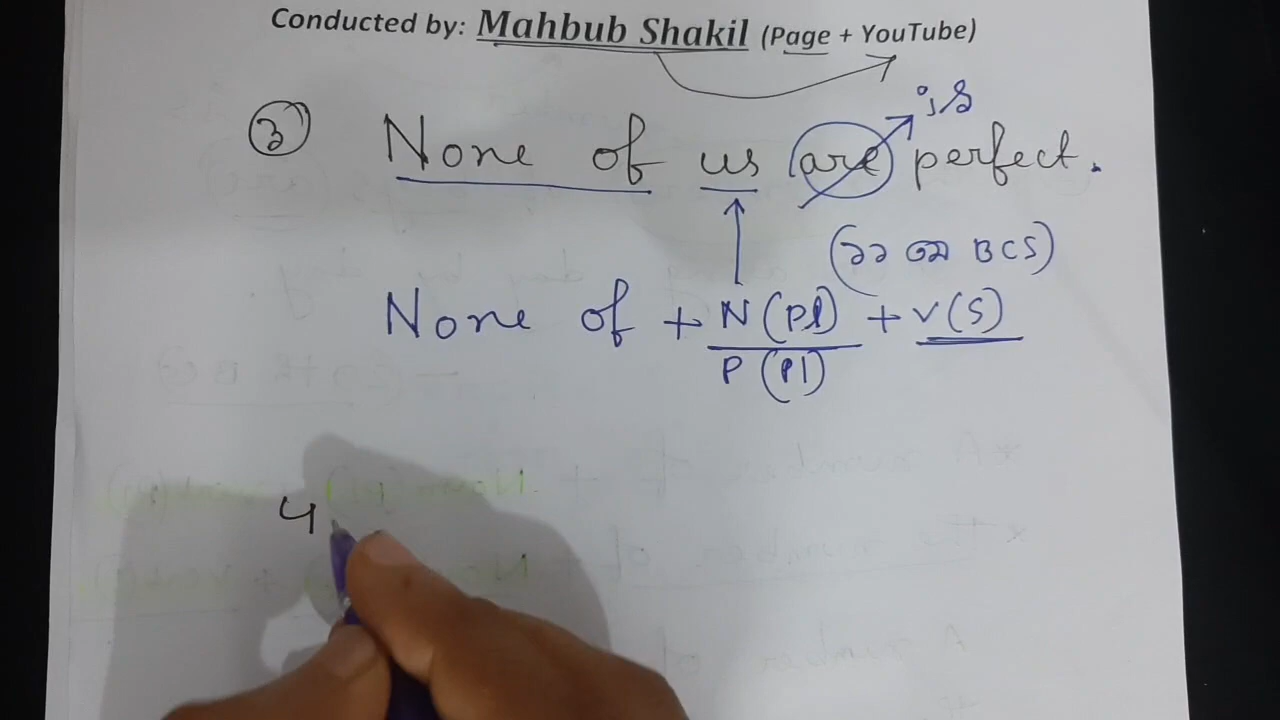 Conducted by: Mahbub Shakil (Page + YouTube)
is
৩ None of us are perfect.
(১১ তম BCS)
None of + N (Pl) + V (S)
P (Pl)
4